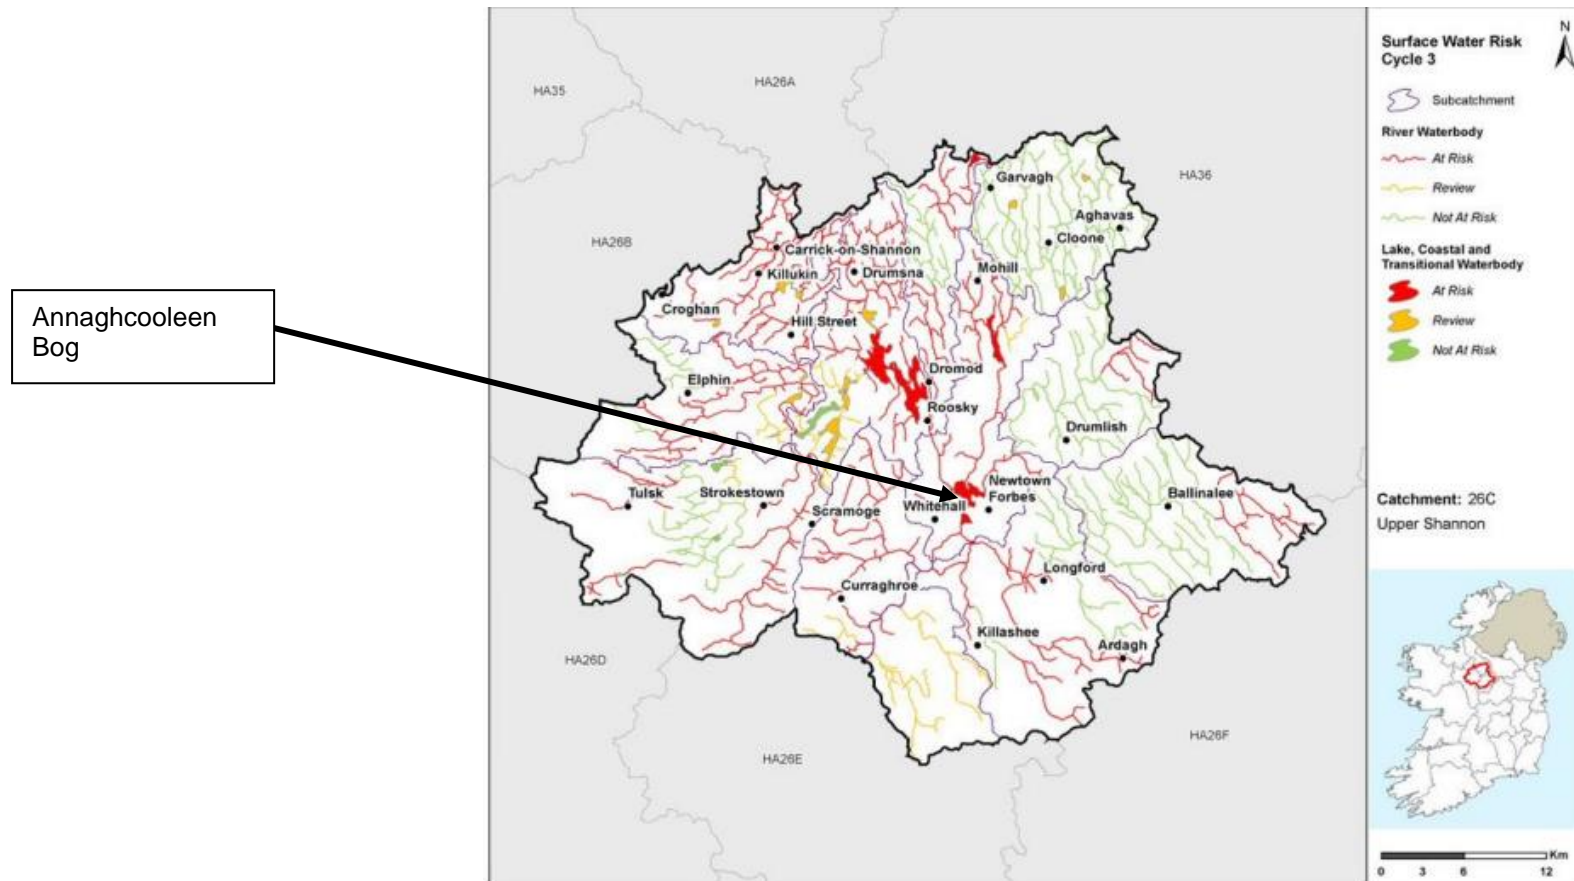 Annaghcooleen
Bog
HA35
HA26A
HA36
HA26B
HA26D
HA26E
HA26F
Garvagh
Aghavas
Cloone
Carrick-on-Shannon
Killukin
Drumsna
Mohill
Croghan
Hill Street
Elphin
Dromod
Roosky
Drumlish
Tulsk
Strokestown
Scramoge
Whitehall
Newtown
Forbes
Ballinalee
Longford
Curraghroe
Killashee
Ardagh
Surface Water Risk
Cycle 3
N
Subcatchment
River Waterbody
At Risk
Review
Not At Risk
Lake, Coastal and
Transitional Waterbody
At Risk
Review
Not At Risk
Catchment: 26C
Upper Shannon
Km
0 3 6 12